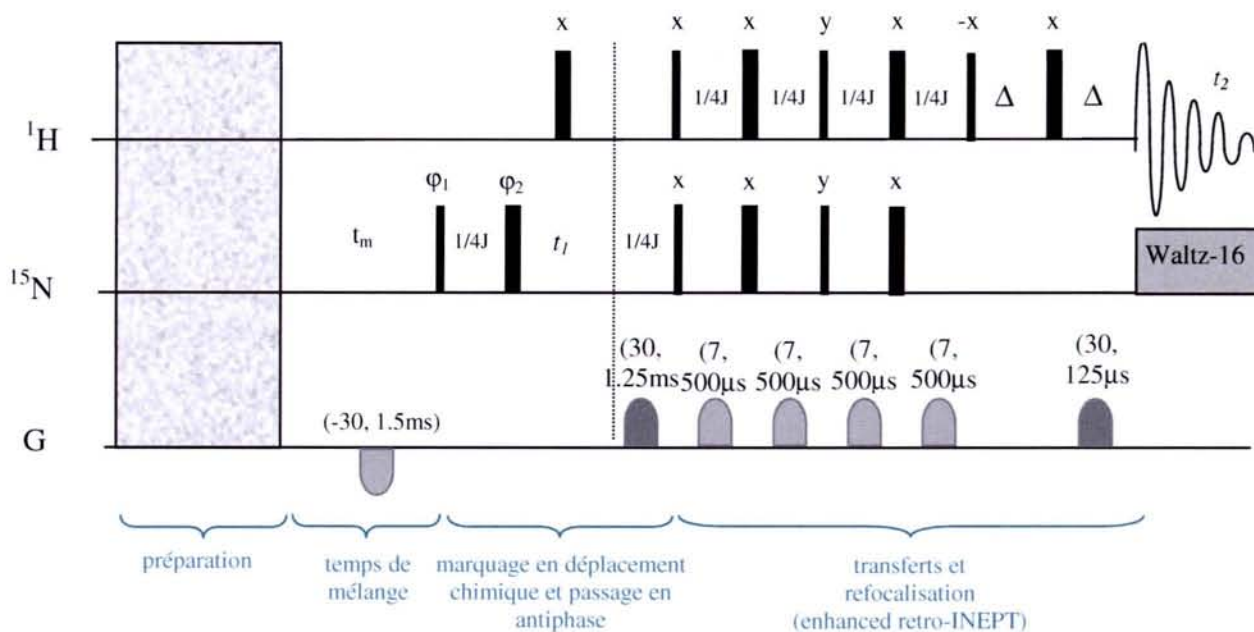 x x x y x -x x
1/4J 1/4J 1/4J 1/4J Δ Δ t2
1H
φ1 φ2 x x y x
tm 1/4J t1 1/4J Waltz-16
15N
(30, 1.25ms (7, 500µs (7, 500µs (7, 500µs (7, 500µs (30, 125µs
(-30, 1.5ms)
G
préparation
temps de
mélange
marquage en déplacement
chimique et passage en
antiphase
transferts et
refocalisation
(enhanced retro-INEPT)